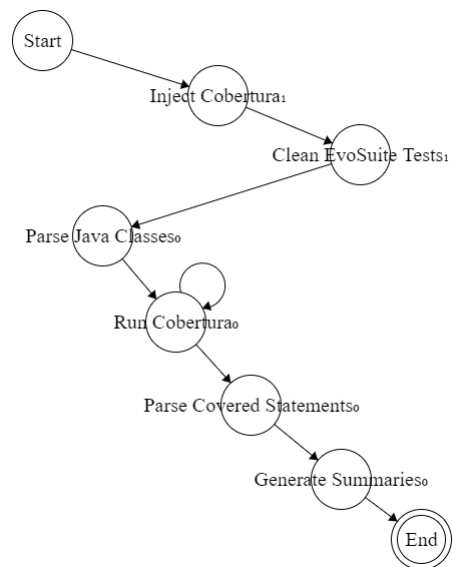 Start
Inject Cobertura₁
Clean EvoSuite Tests₁
Parse Java Classes₀
Run Cobertura₀
Parse Covered Statements₀
Generate Summaries₀
End